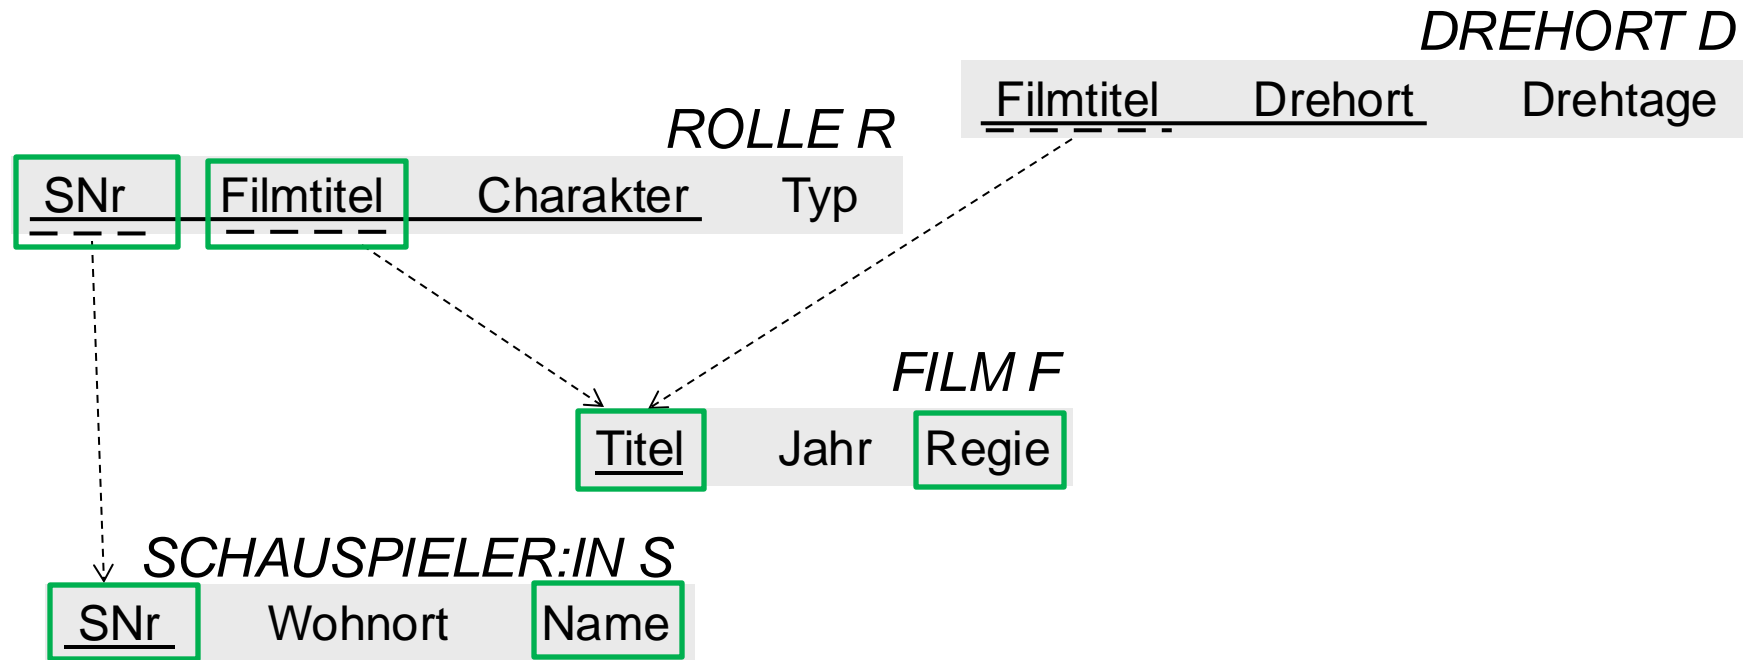 DREHORT D
Filmtitel Drehort Drehtage
ROLLE R
SNr Filmtitel Charakter Typ
FILM F
Titel Jahr Regie
SCHAUSPIELER:IN S
SNr Wohnort Name